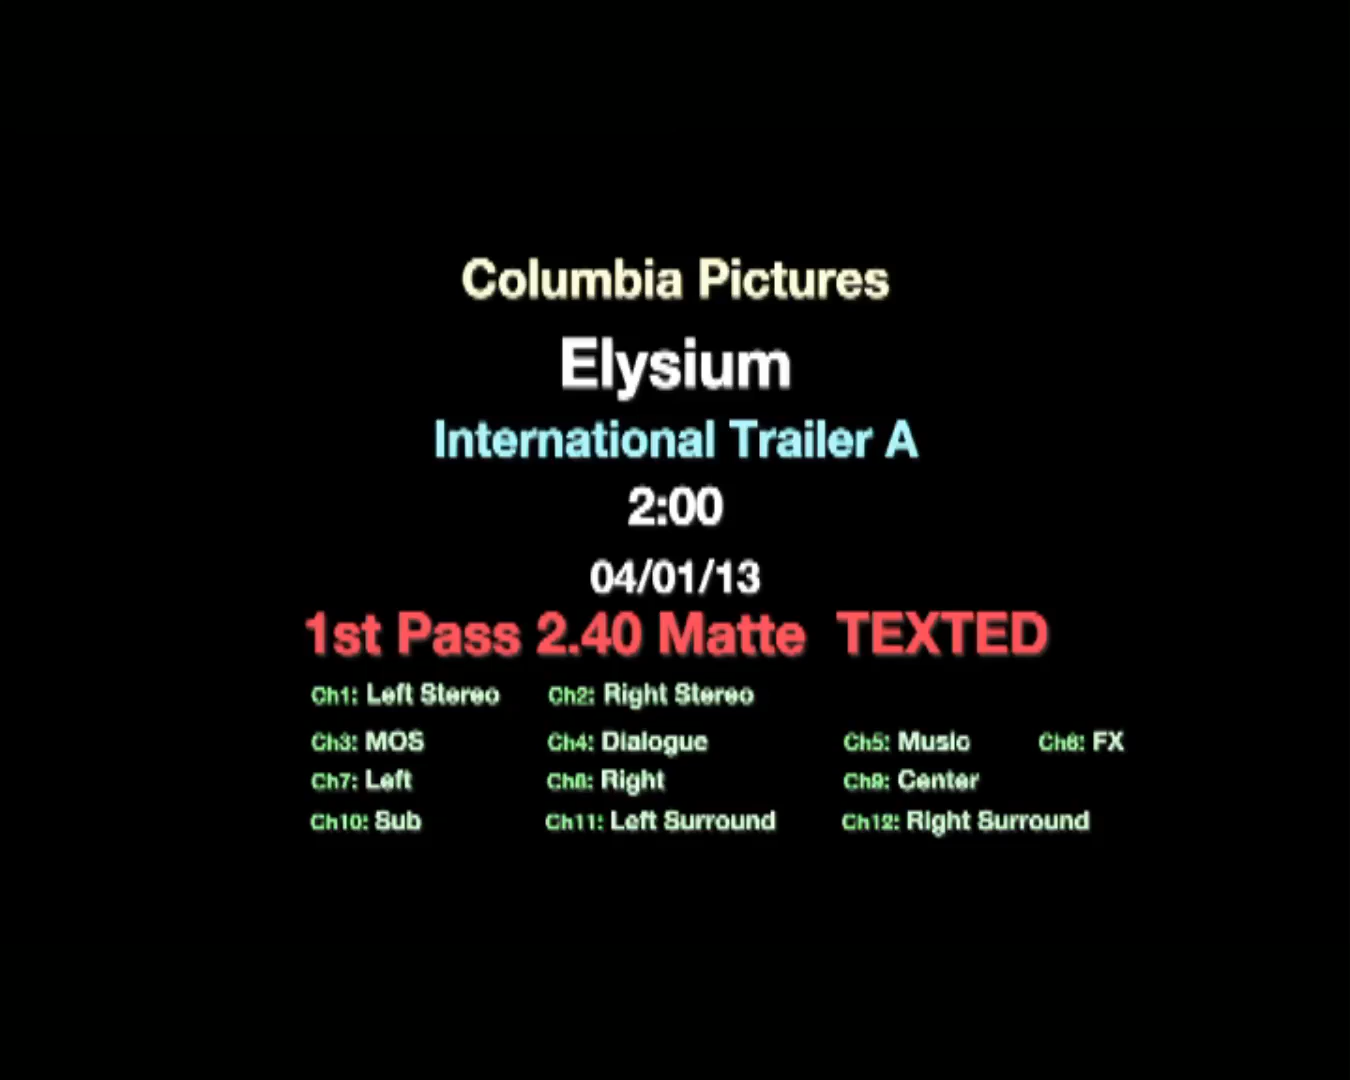 Columbia Pictures
Elysium
International Trailer A
2:00
04/01/13
1st Pass 2.40 Matte TEXTED
Ch1: Left Stereo Ch2: Right Stereo
Ch3: MOS Ch4: Dialogue Ch5: Music Ch6: FX
Ch7: Left Ch8: Right Ch9: Center
Ch10: Sub Ch11: Left Surround Ch12: Right Surround